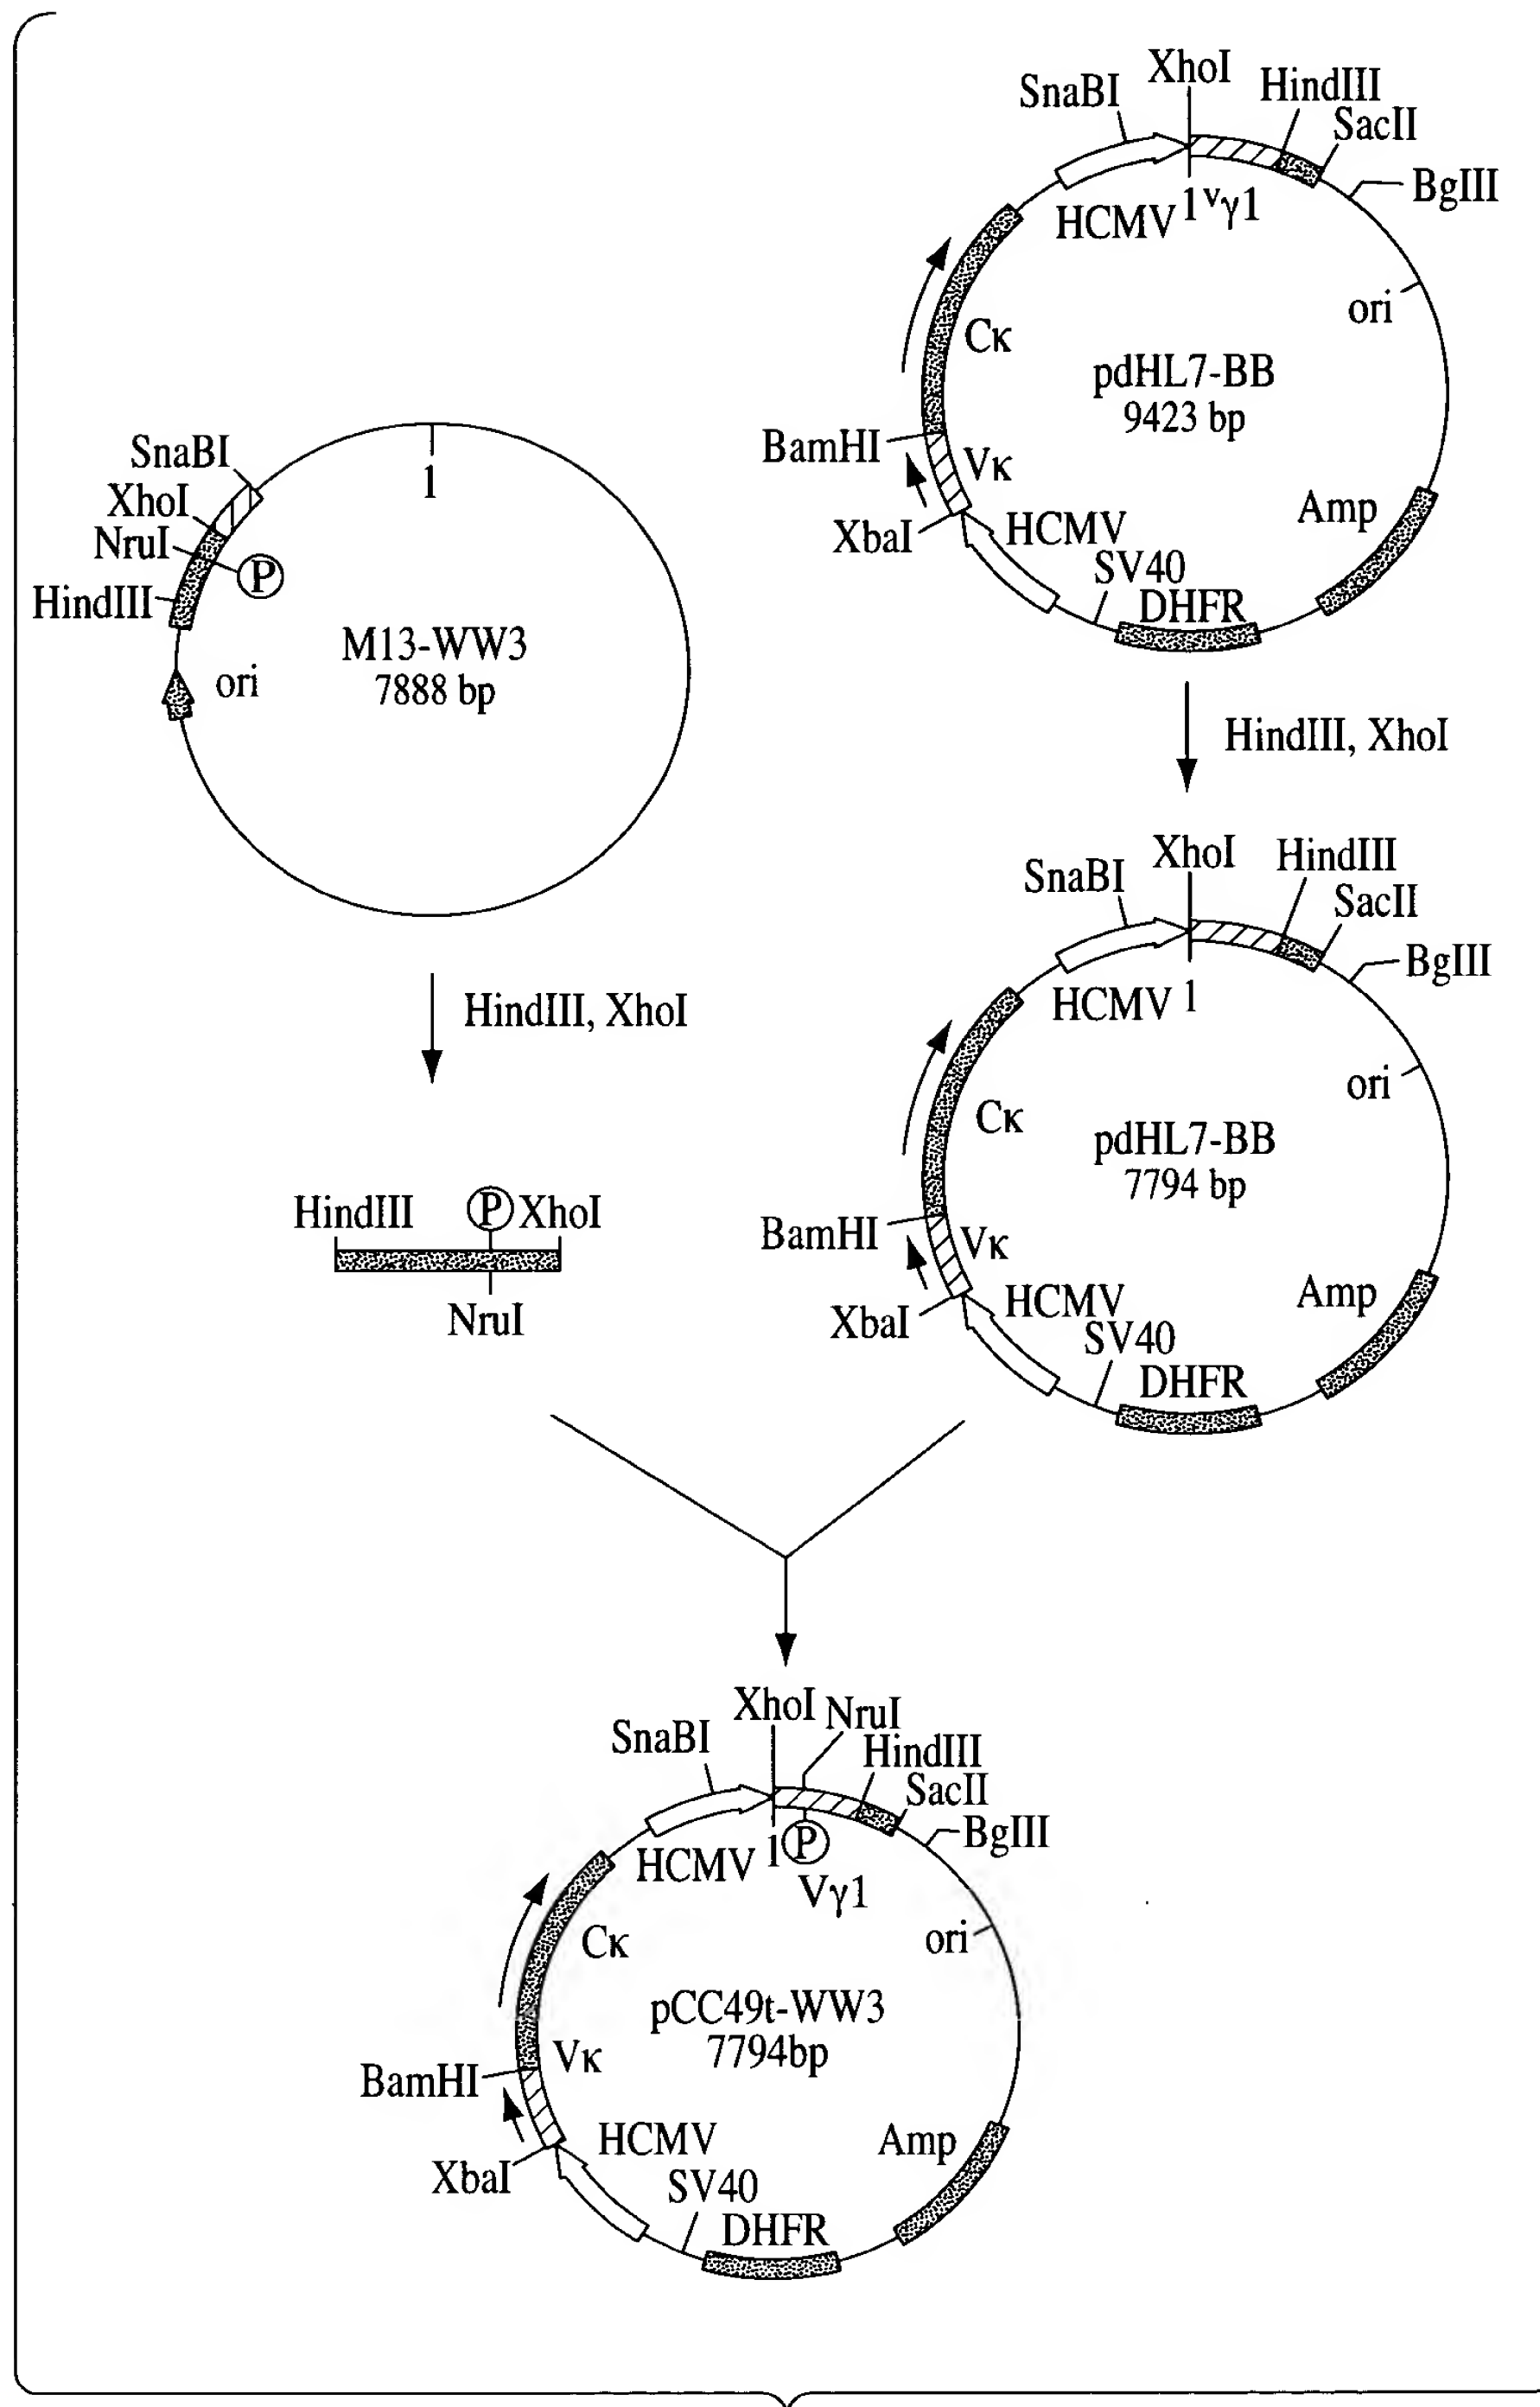 XhoI
SnaBI
HindIII
SacII
BgIII
HCMV
1 vγ1
ori
Cκ
pdHL7-BB
9423 bp
BamHI
Vκ
XbaI
HCMV
SV40
DHFR
Amp
HindIII, XhoI
SnaBI
XhoI
NruI
P
HindIII
1
M13-WW3
7888 bp
ori
HindIII, XhoI
HindIII
P
XhoI
NruI
XhoI
SnaBI
HindIII
SacII
BgIII
HCMV
1
ori
Cκ
pdHL7-BB
7794 bp
BamHI
Vκ
XbaI
HCMV
SV40
DHFR
Amp
XhoI
NruI
SnaBI
HindIII
SacII
BgIII
HCMV
1
P
Vγ1
ori
Cκ
pCC49t-WW3
7794bp
Vκ
BamHI
XbaI
HCMV
SV40
DHFR
Amp